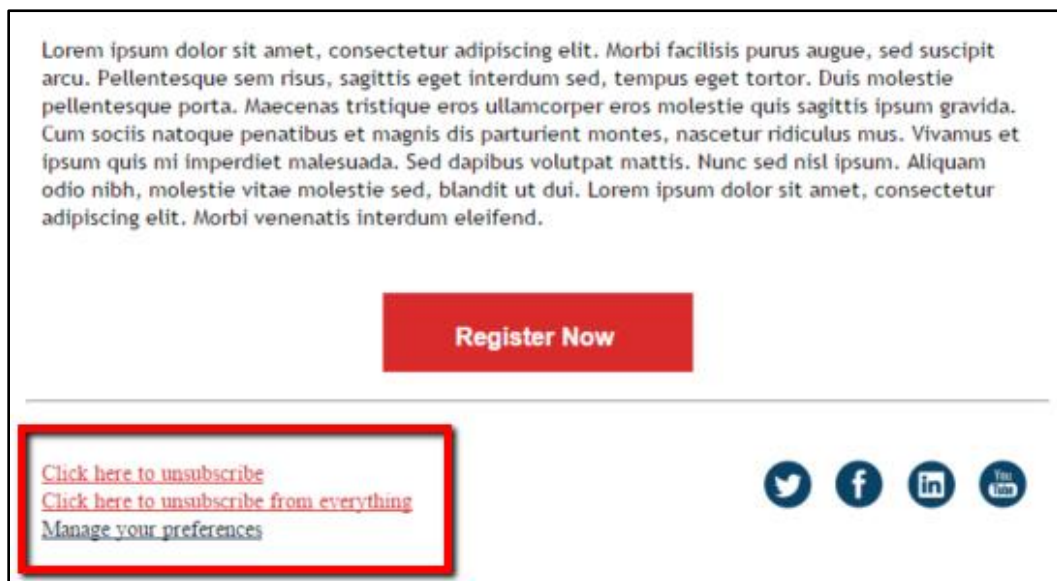 Lorem ipsum dolor sit amet, consectetur adipiscing elit. Morbi facilisis purus augue, sed suscipit
arcu. Pellentesque sem risus, sagittis eget interdum sed, tempus eget tortor. Duis molestie
pellentesque porta. Maecenas tristique eros ullamcorper eros molestie quis sagittis ipsum gravida.
Cum sociis natoque penatibus et magnis dis parturient montes, nascetur ridiculus mus. Vivamus et
ipsum quis mi imperdiet malesuada. Sed dapibus volutpat mattis. Nunc sed nisl ipsum. Aliquam
odio nibh, molestie vitae molestie sed, blandit ut dui. Lorem ipsum dolor sit amet, consectetur
adipiscing elit. Morbi venenatis interdum eleifend.
Register Now
Click here to unsubscribe
Click here to unsubscribe from everything
Manage your preferences
f in You Tube